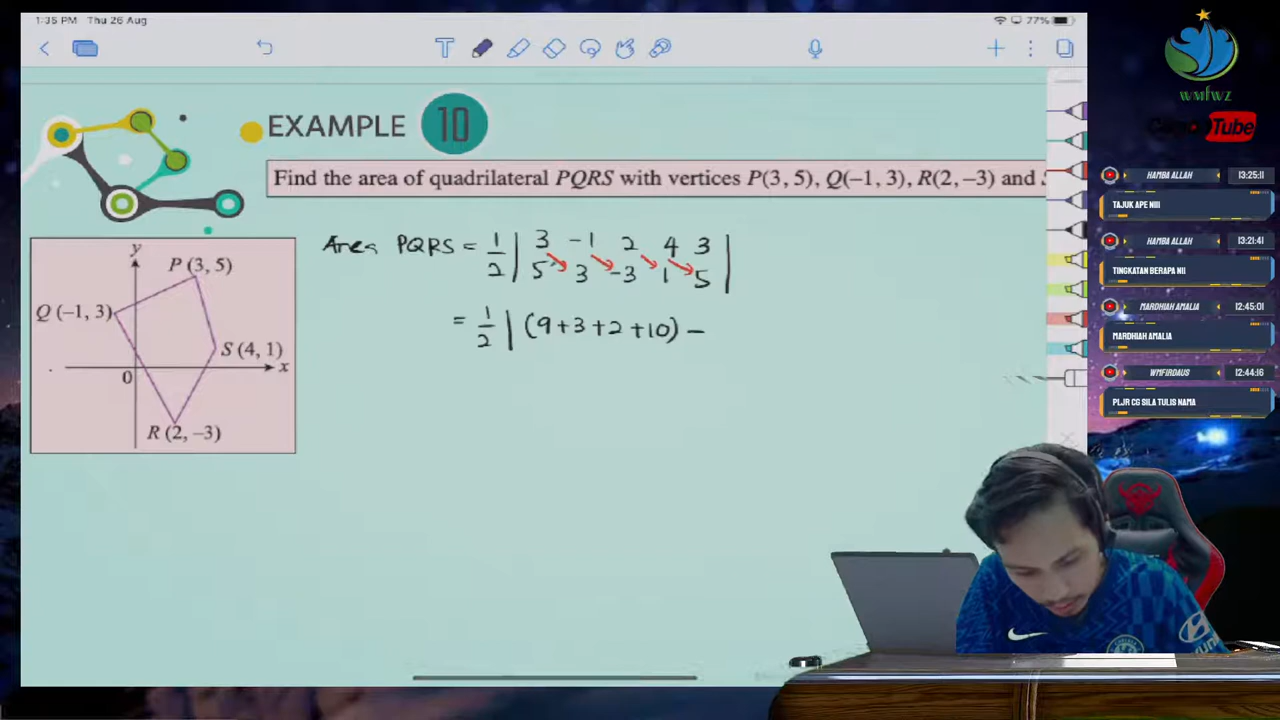 1:35 PM Thu 26 Aug
77%
WMFWZ
Tube
EXAMPLE 10
Find the area of quadrilateral PQRS with vertices P(3, 5), Q(−1, 3), R(2, −3) and
Area PQRS = 1/2 | 3 -1 2 4 3
5 3 -3 1 5 |
= 1/2 | (9+3+2+10) −
y
P (3, 5)
Q (−1, 3)
S (4, 1)
x
0
R (2, −3)
HAMBA ALLAH 13:25:11
TAJUK APE NIII
HAMBA ALLAH 13:21:41
TINGKATAN BERAPA NII
MARDHIAH AMALIA 12:45:01
MARDHIAH AMALIA
WMFIRDAUS 12:44:16
PLJR CG SILA TULIS NAMA
HYUNDAI